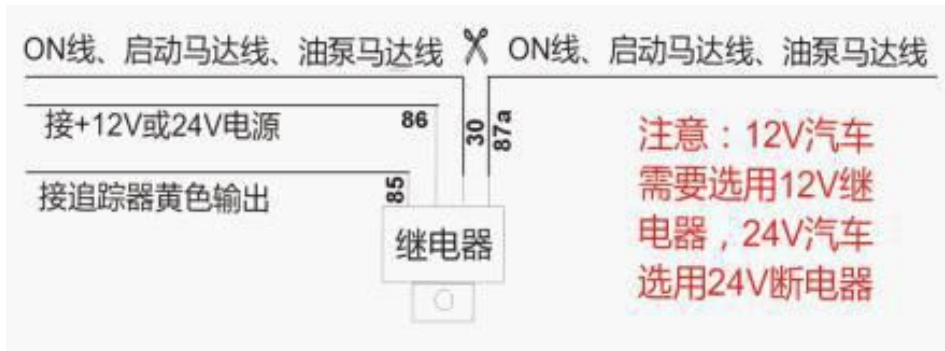 ON线、启动马达线、油泵马达线 ON线、启动马达线、油泵马达线
接+12V或24V电源 86
30
87a
接追踪器黄色输出 85
继电器
注意：12V汽车
需要选用12V继
电器，24V汽车
选用24V断电器